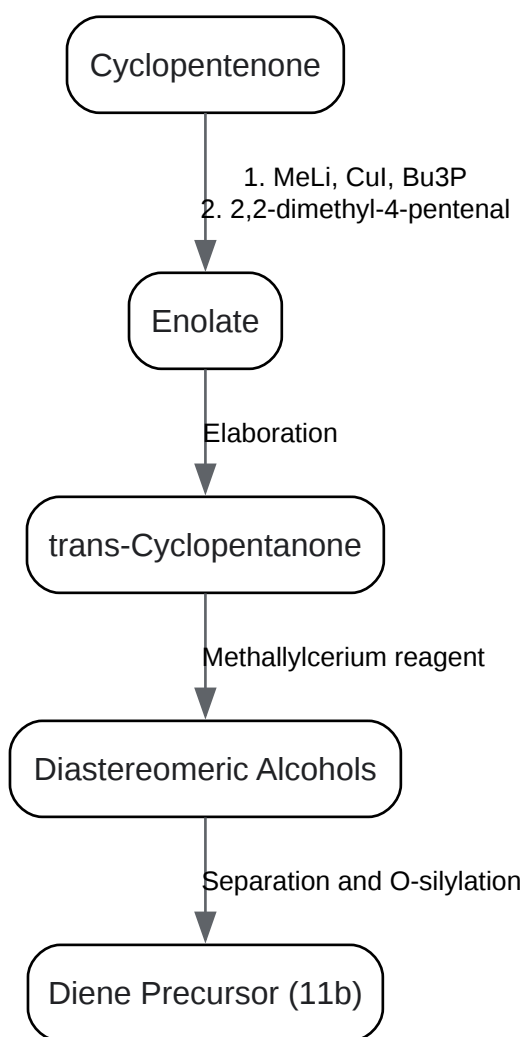 Cyclopentenone
1. MeLi, CuI, Bu3P
2. 2,2-dimethyl-4-pentenal
Enolate
Elaboration
trans-Cyclopentanone
Methallylcerium reagent
Diastereomeric Alcohols
Separation and O-silylation
Diene Precursor (11b)